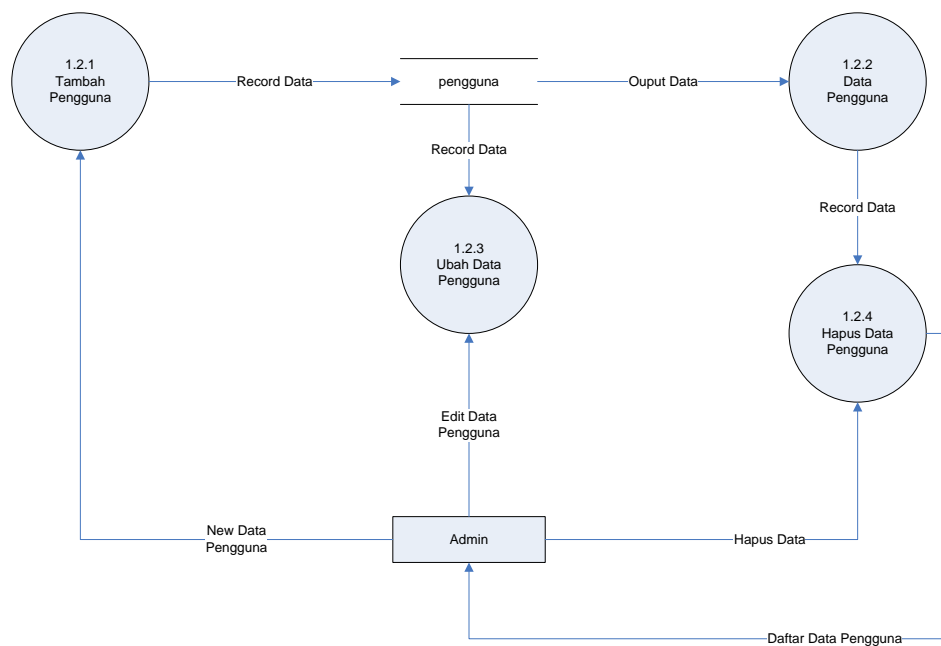 1.2.1
Tambah
Pengguna
Record Data
pengguna
Ouput Data
1.2.2
Data
Pengguna
Record Data
Record Data
1.2.3
Ubah Data
Pengguna
1.2.4
Hapus Data
Pengguna
Edit Data
Pengguna
New Data
Pengguna
Admin
Hapus Data
Daftar Data Pengguna